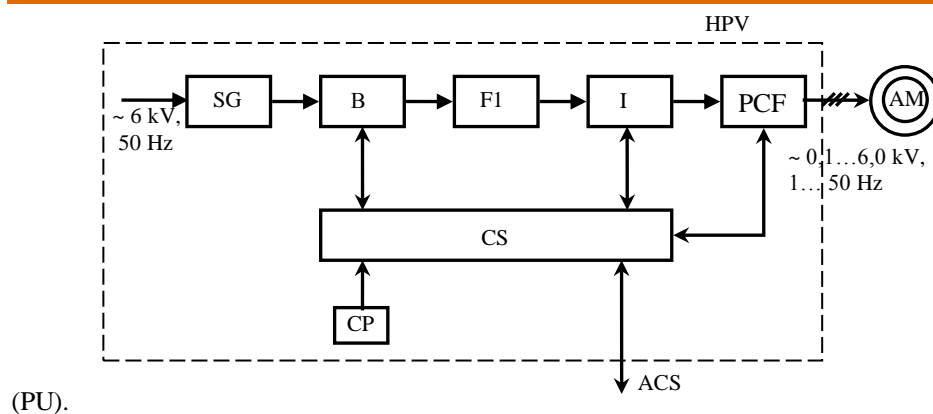 HPV
SG
B
F1
I
PCF
AM
~ 6 kV,
50 Hz
~ 0,1…6,0 kV,
1… 50 Hz
CS
CP
ACS
(PU).